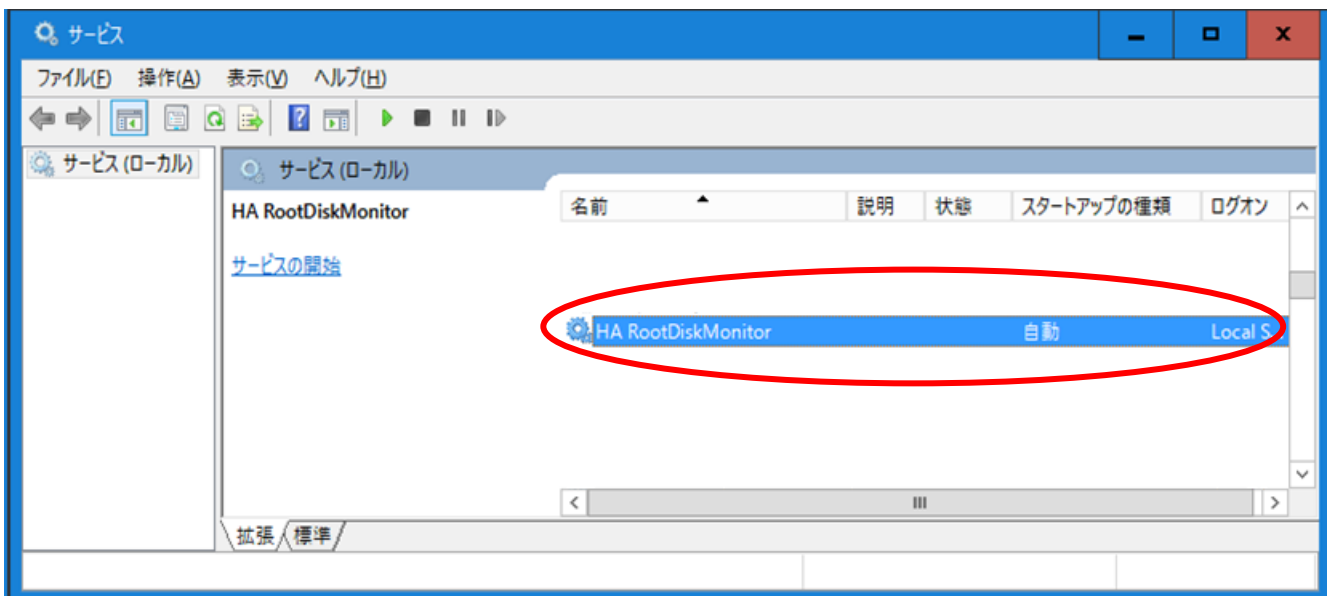 サービス
ファイル(F) 操作(A) 表示(V) ヘルプ(H)
サービス (ローカル)
サービス (ローカル)
HA RootDiskMonitor
サービスの開始
名前 説明 状態 スタートアップの種類 ログオン
HA RootDiskMonitor 自動 Local S...
拡張 標準